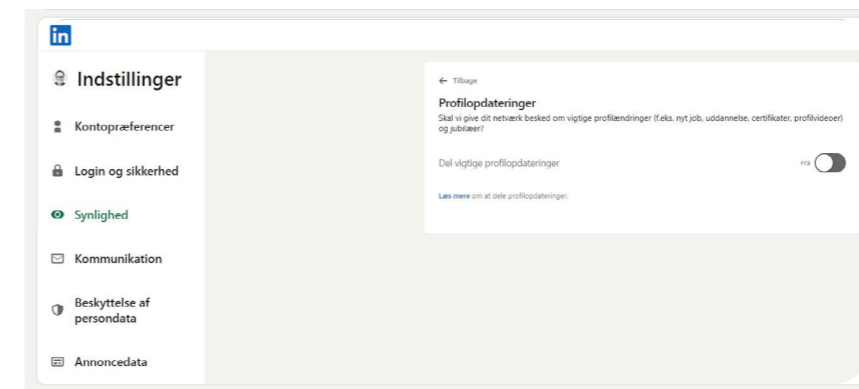 in
Indstillinger
Kontopræferencer
Login og sikkerhed
Synlighed
Kommunikation
Beskyttelse af
persondata
Annoncedata
← Tilbage
Profilopdateringer
Skal vi give dit netværk besked om vigtige profilændringer (f.eks. nyt job, uddannelse, certifikater, profilvideoer)
og jubilæer?
Del vigtige profilopdateringer
Fra
Læs mere om at dele profilopdateringer.